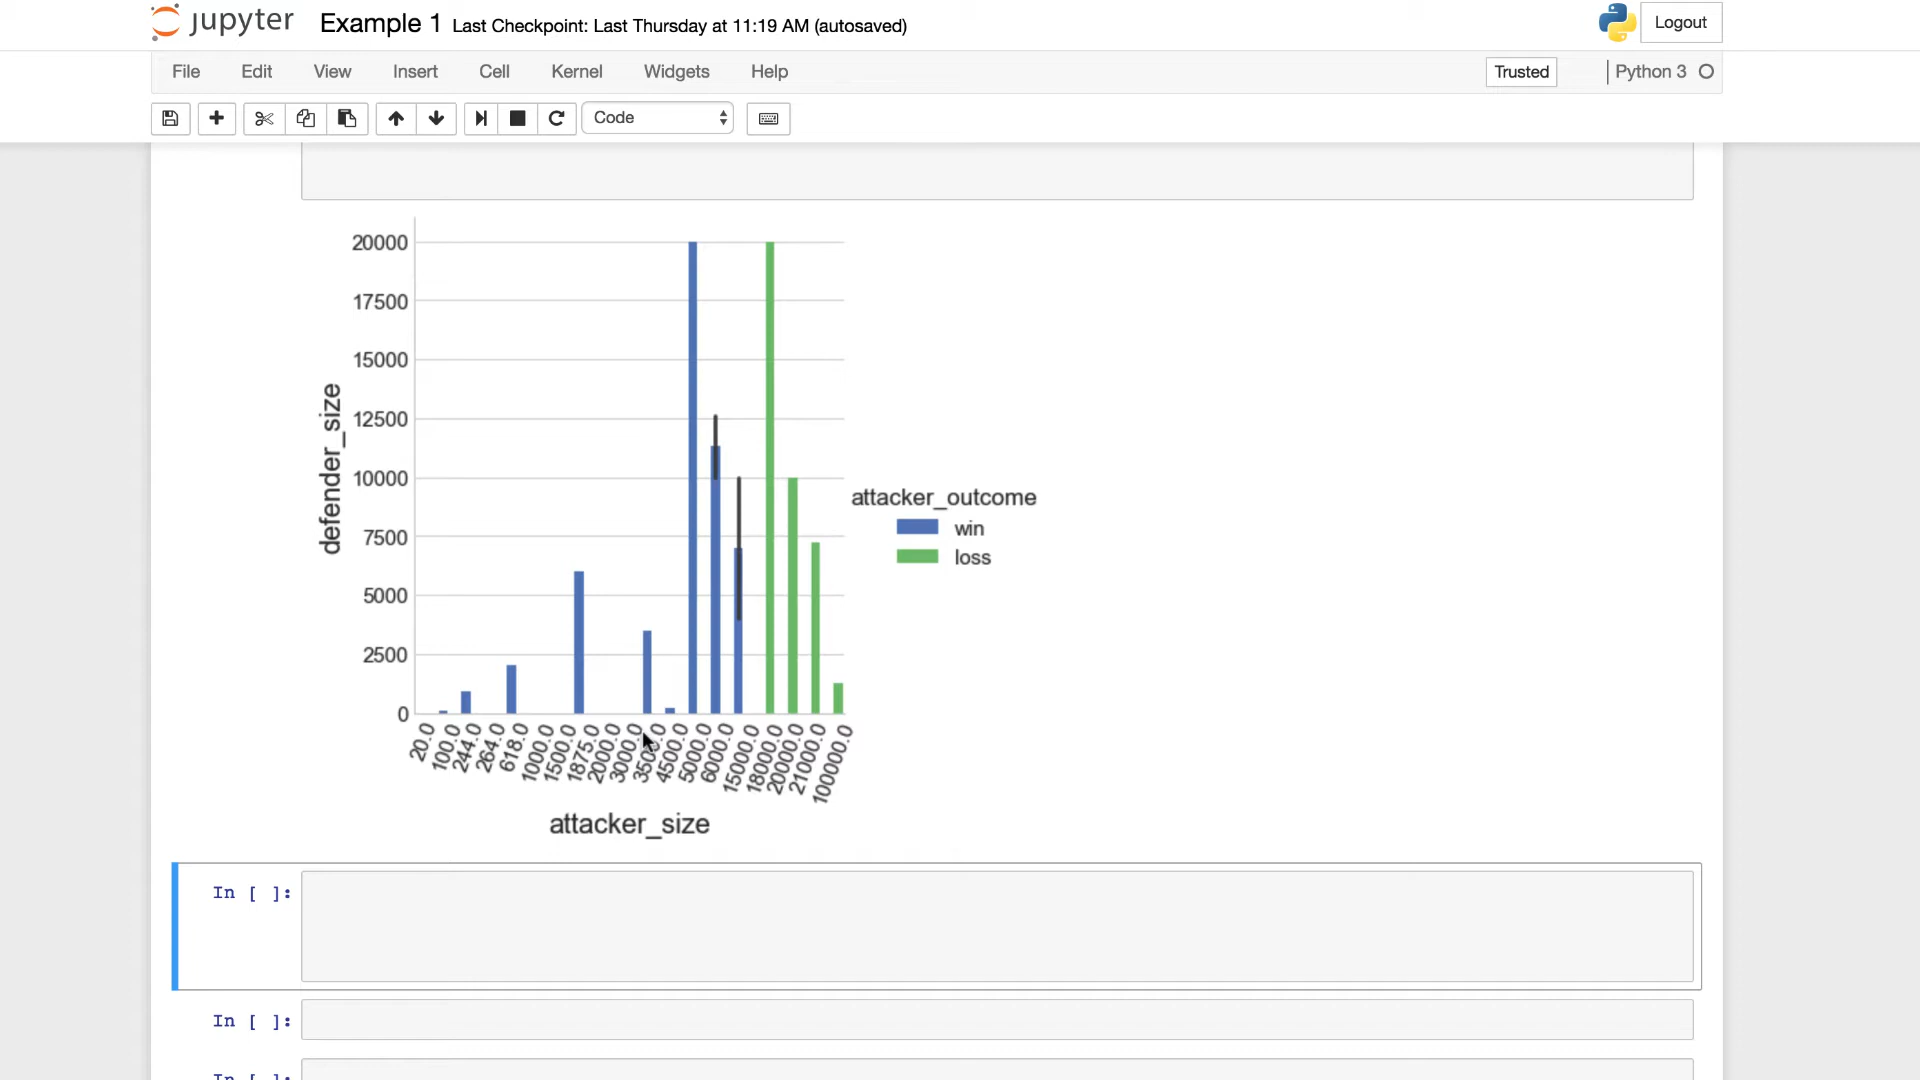 jupyter Example 1 Last Checkpoint: Last Thursday at 11:19 AM (autosaved) Logout
File Edit View Insert Cell Kernel Widgets Help Trusted Python 3
Code
20000
17500
15000
12500
10000
7500
5000
2500
0
defender_size
attacker_outcome
win
loss
20.0 100.0 244.0 264.0 618.0 1000.0 1500.0 1875.0 2000.0 3000.0 3500.0 4500.0 5000.0 6000.0 15000.0 18000.0 20000.0 21000.0 100000.0
attacker_size
In [ ]:
In [ ]:
In [ ]: